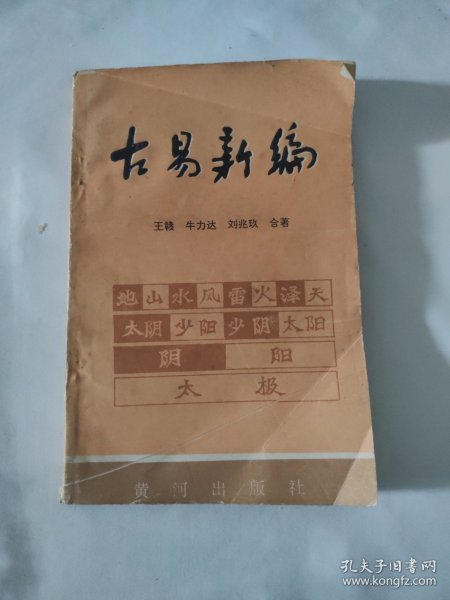 古易新编
王赣 牛力达 刘兆玖 合著
地山水风雷火泽天
太阴少阳少阴太阳
阴 阳
太 极
黄河出版社
孔夫子旧书网
www.kongfz.com